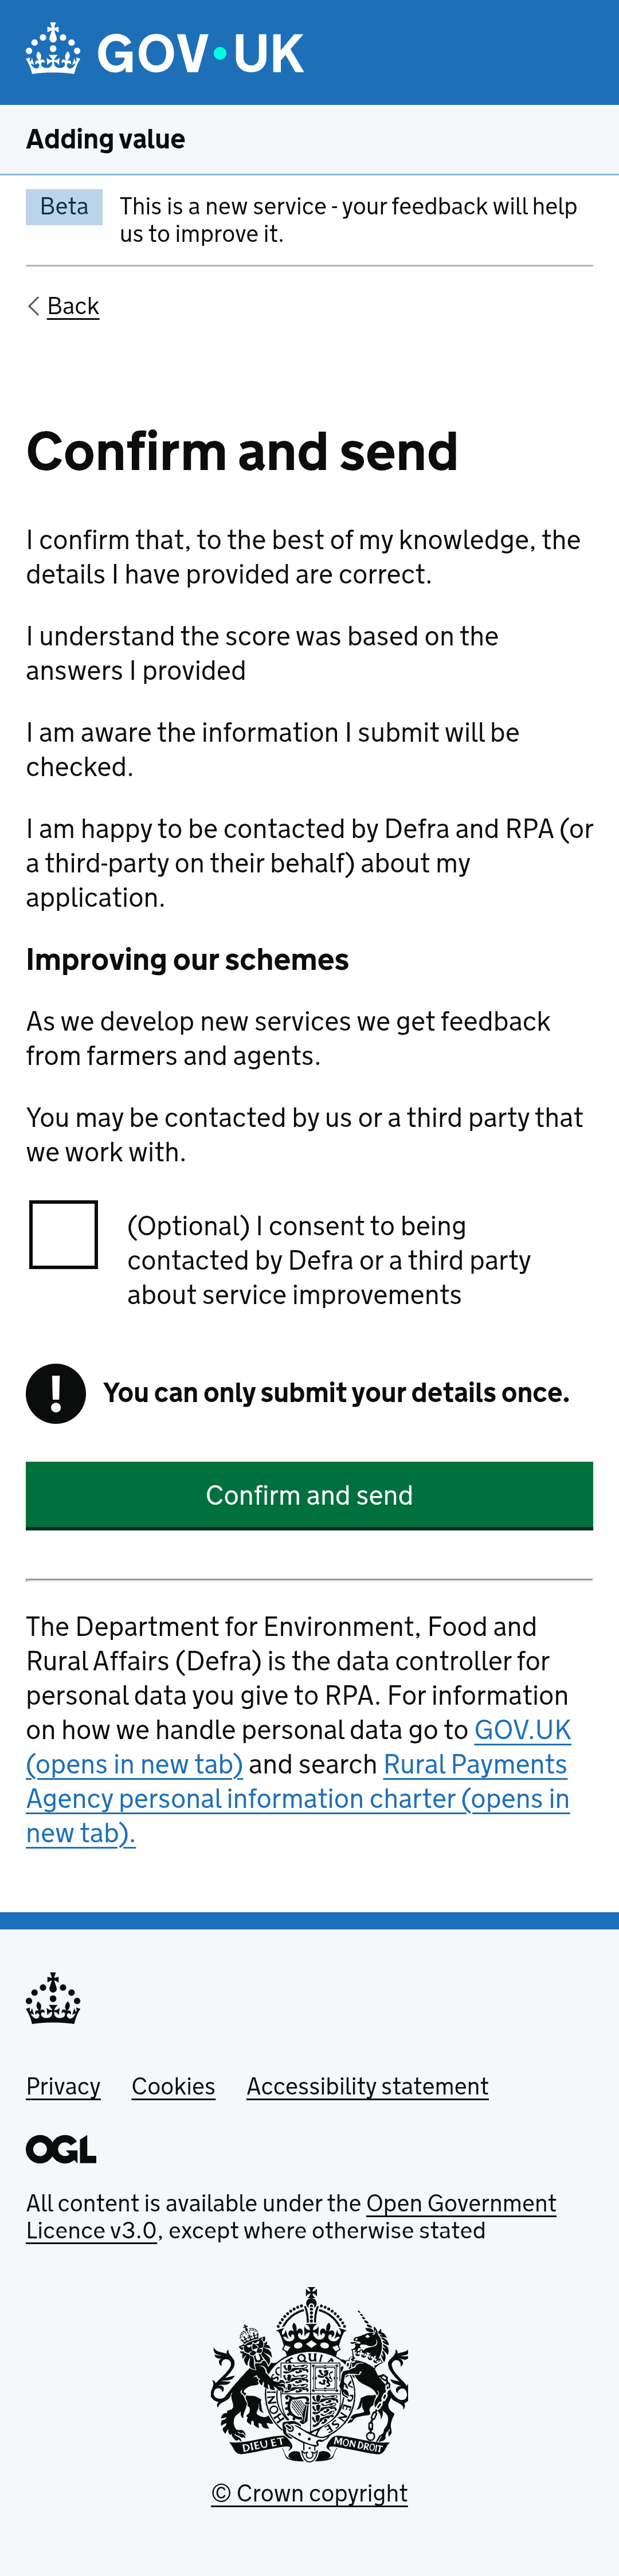 GOV·UK
Adding value
Beta
This is a new service - your feedback will help
us to improve it.
Back
Confirm and send
I confirm that, to the best of my knowledge, the
details I have provided are correct.
I understand the score was based on the
answers I provided
I am aware the information I submit will be
checked.
I am happy to be contacted by Defra and RPA (or
a third-party on their behalf) about my
application.
Improving our schemes
As we develop new services we get feedback
from farmers and agents.
You may be contacted by us or a third party that
we work with.
(Optional) I consent to being
contacted by Defra or a third party
about service improvements
! You can only submit your details once.
Confirm and send
The Department for Environment, Food and
Rural Affairs (Defra) is the data controller for
personal data you give to RPA. For information
on how we handle personal data go to GOV.UK
(opens in new tab) and search Rural Payments
Agency personal information charter (opens in
new tab).
Privacy Cookies Accessibility statement
OGL
All content is available under the Open Government
Licence v3.0, except where otherwise stated
DIEU ET MON DROIT
© Crown copyright